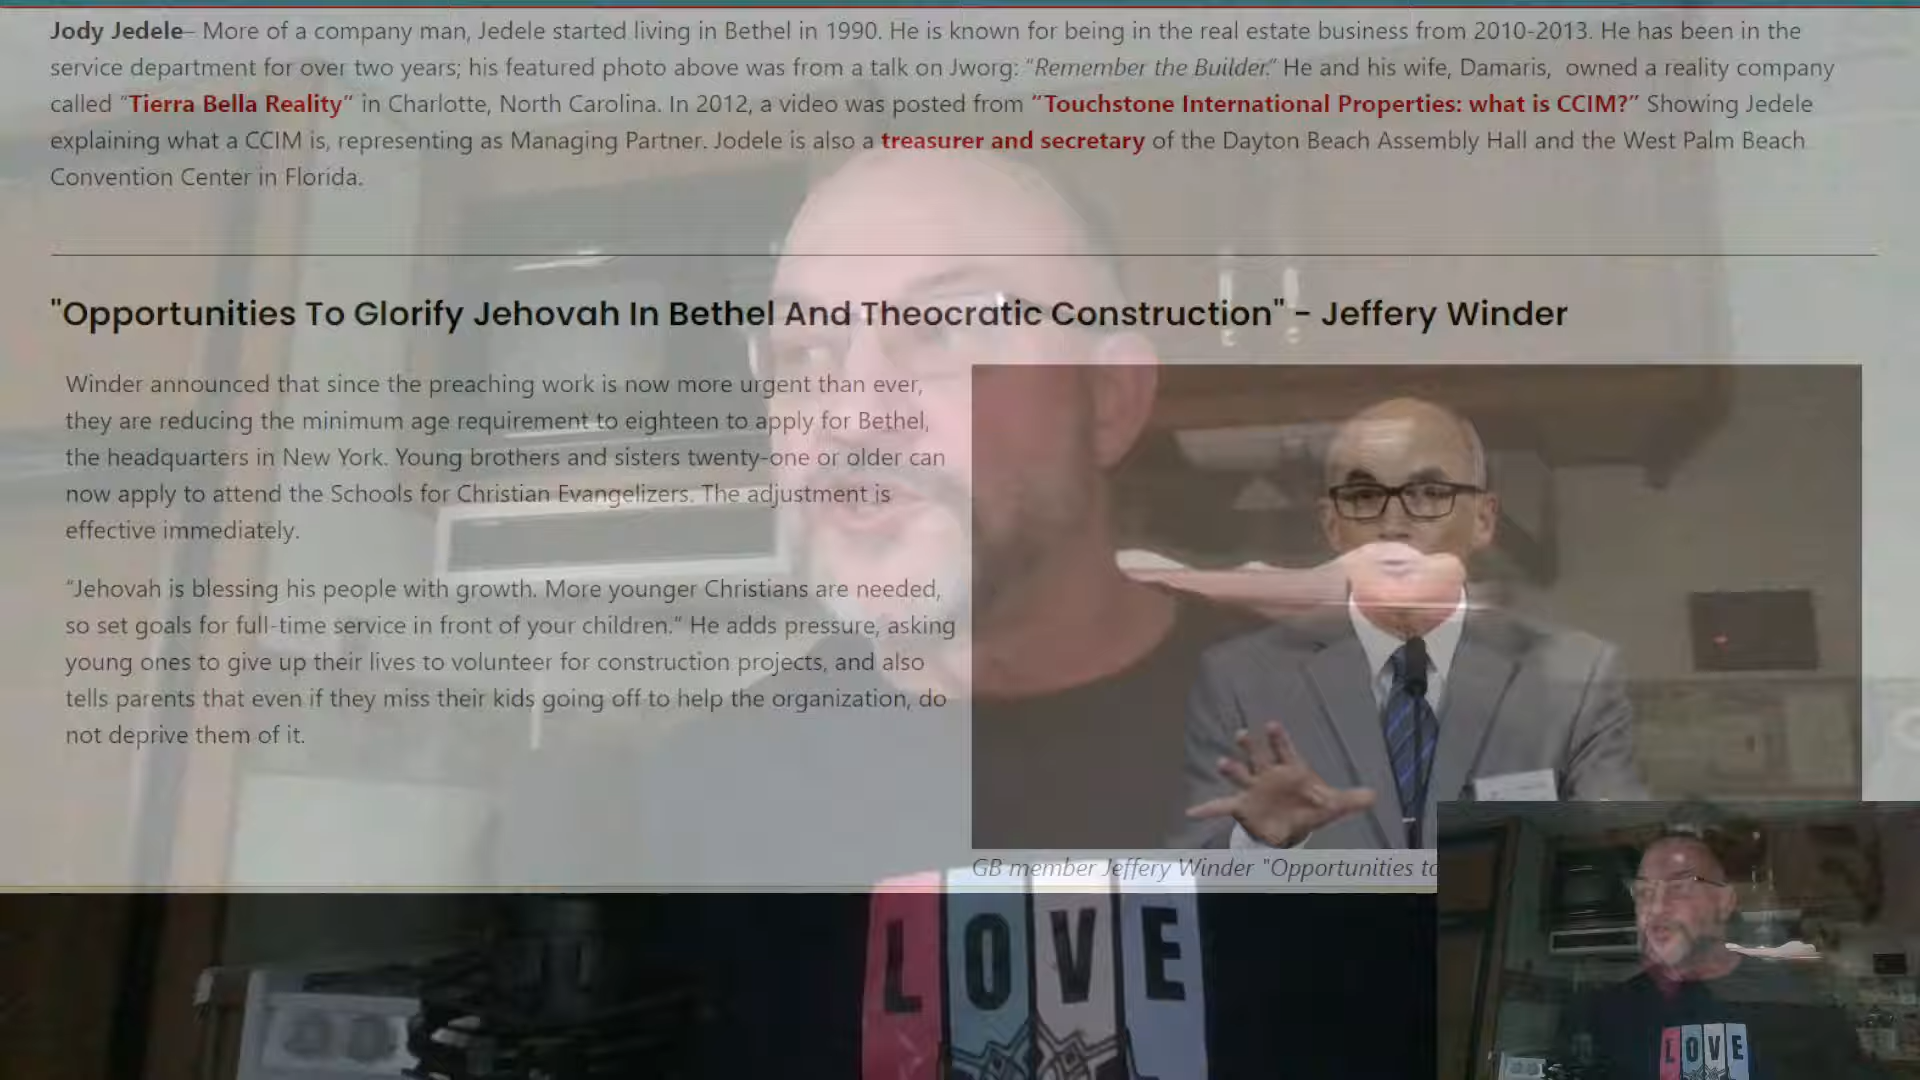 Jody Jedele– More of a company man, Jedele started living in Bethel in 1990. He is known for being in the real estate business from 2010-2013. He has been in the
service department for over two years; his featured photo above was from a talk on Jworg: “Remember the Builder.” He and his wife, Damaris, owned a reality company
called “Tierra Bella Reality” in Charlotte, North Carolina. In 2012, a video was posted from “Touchstone International Properties: what is CCIM?” Showing Jedele
explaining what a CCIM is, representing as Managing Partner. Jodele is also a treasurer and secretary of the Dayton Beach Assembly Hall and the West Palm Beach
Convention Center in Florida.
"Opportunities To Glorify Jehovah In Bethel And Theocratic Construction" – Jeffery Winder
Winder announced that since the preaching work is now more urgent than ever,
they are reducing the minimum age requirement to eighteen to apply for Bethel,
the headquarters in New York. Young brothers and sisters twenty-one or older can
now apply to attend the Schools for Christian Evangelizers. The adjustment is
effective immediately.
“Jehovah is blessing his people with growth. More younger Christians are needed,
so set goals for full-time service in front of your children.” He adds pressure, asking
young ones to give up their lives to volunteer for construction projects, and also
tells parents that even if they miss their kids going off to help the organization, do
not deprive them of it.
GB member Jeffery Winder "Opportunities to
LOVE
LOVE